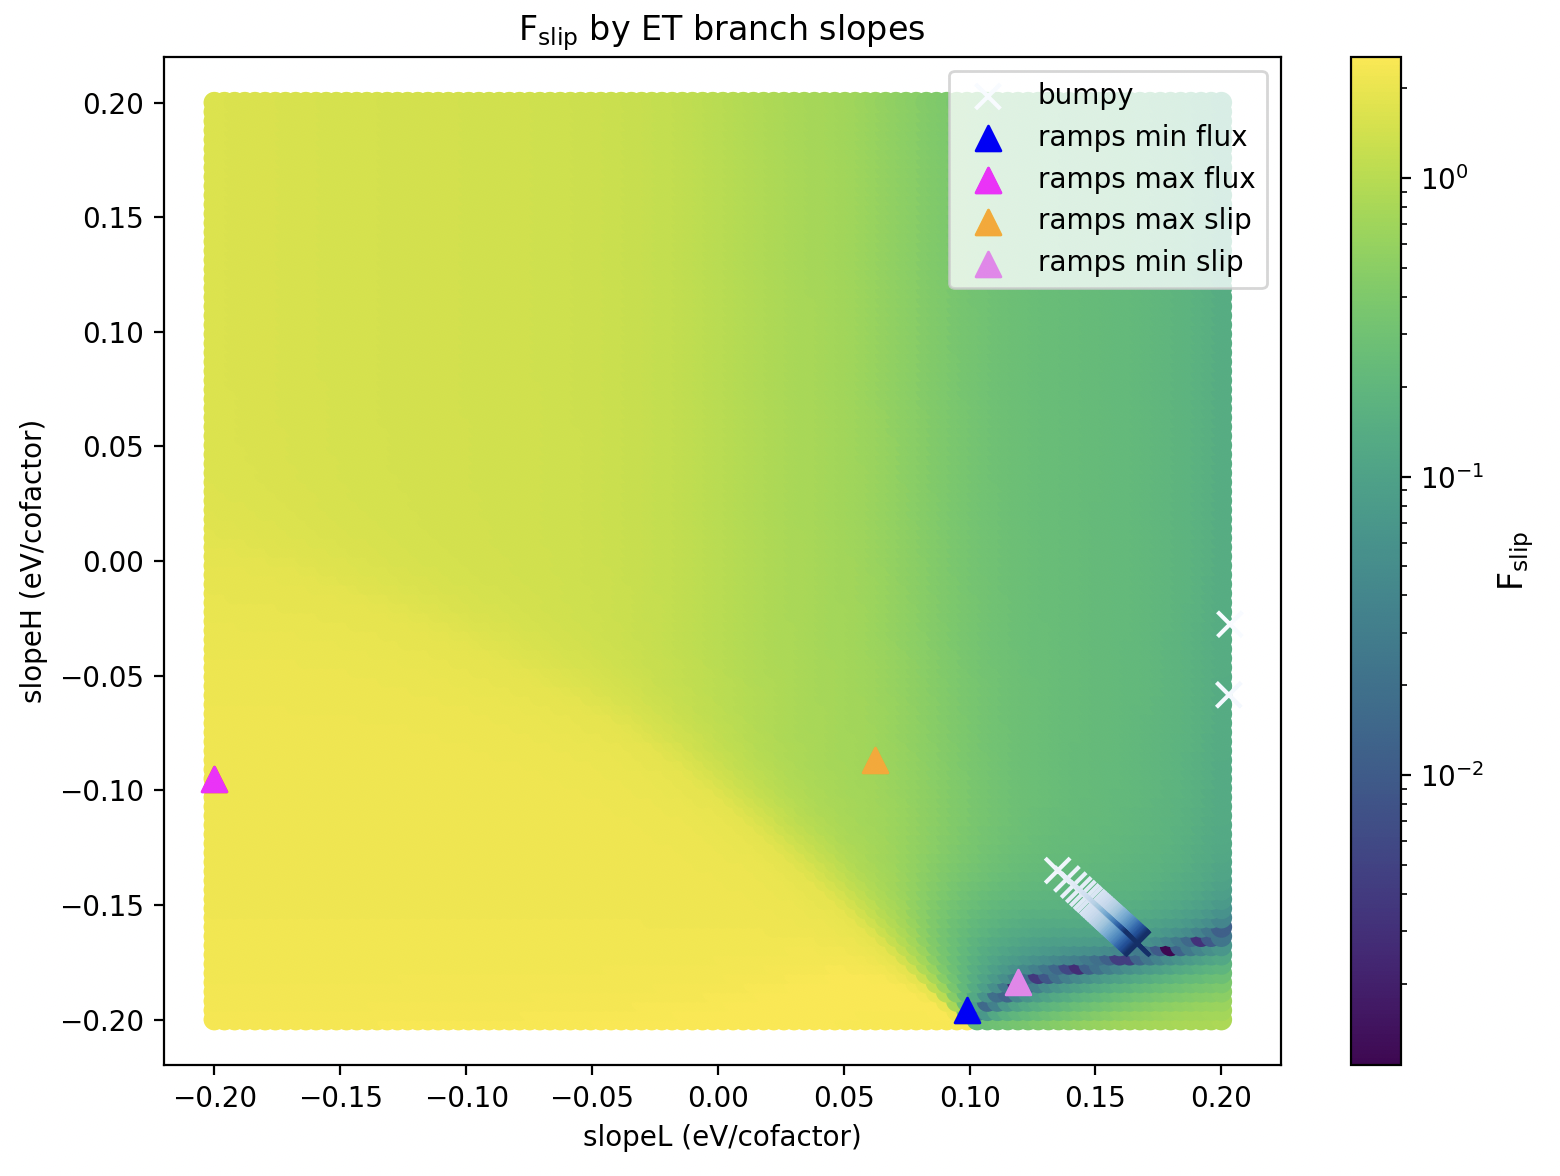 F_slip by ET branch slopes
bumpy
ramps min flux
ramps max flux
ramps max slip
ramps min slip
0.20
0.15
0.10
0.05
0.00
−0.05
−0.10
−0.15
−0.20
slopeH (eV/cofactor)
−0.20 −0.15 −0.10 −0.05 0.00 0.05 0.10 0.15 0.20
slopeL (eV/cofactor)
10⁰
10⁻¹
10⁻²
F_slip